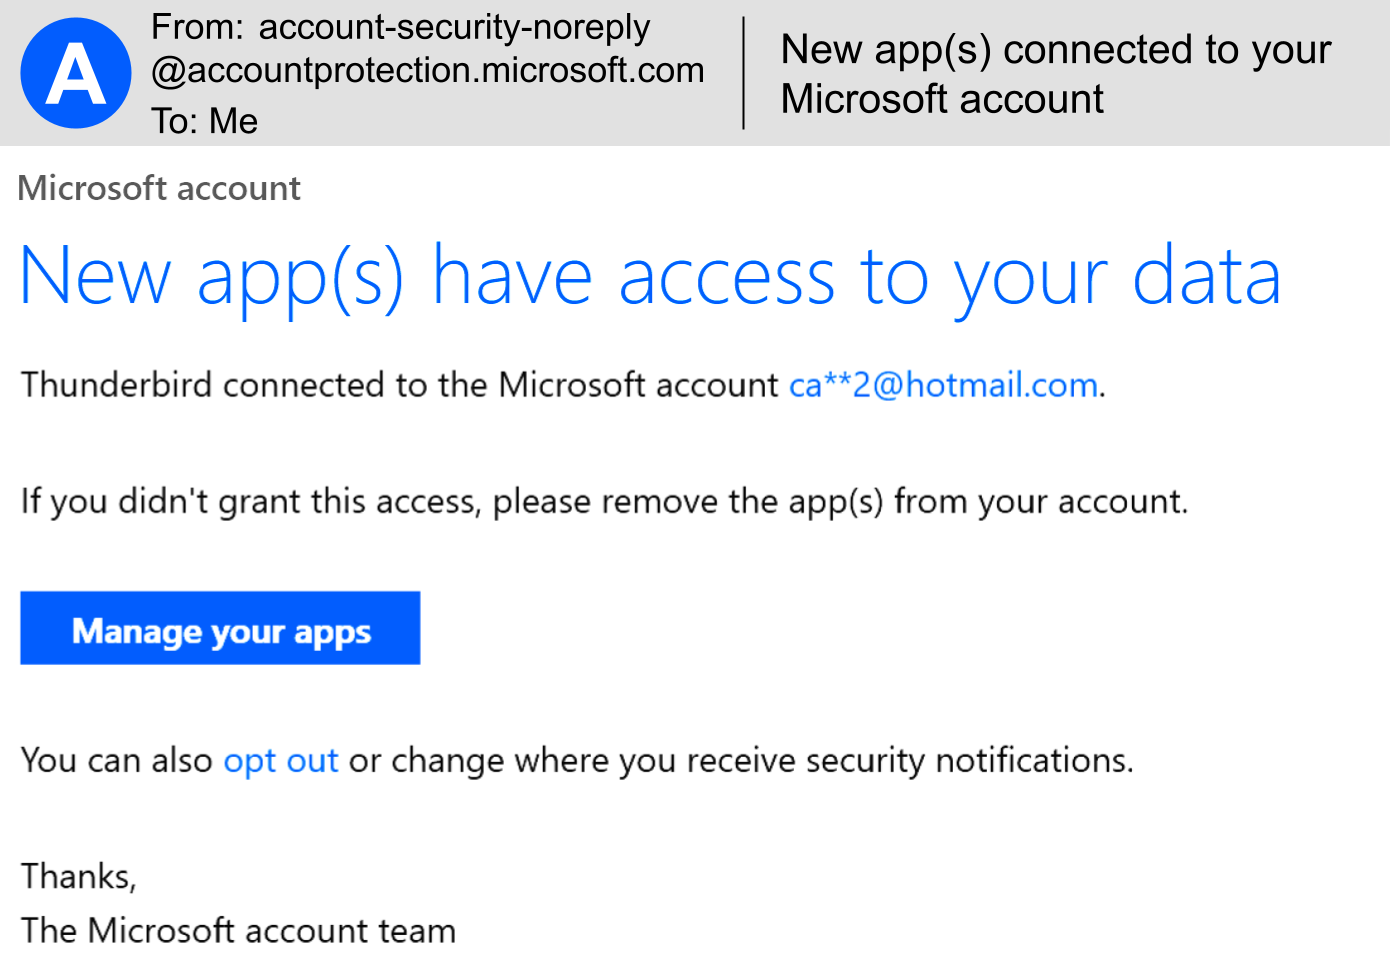 A
From: account-security-noreply
@accountprotection.microsoft.com
To: Me
New app(s) connected to your
Microsoft account
Microsoft account
New app(s) have access to your data
Thunderbird connected to the Microsoft account ca**2@hotmail.com.
If you didn't grant this access, please remove the app(s) from your account.
Manage your apps
You can also opt out or change where you receive security notifications.
Thanks,
The Microsoft account team